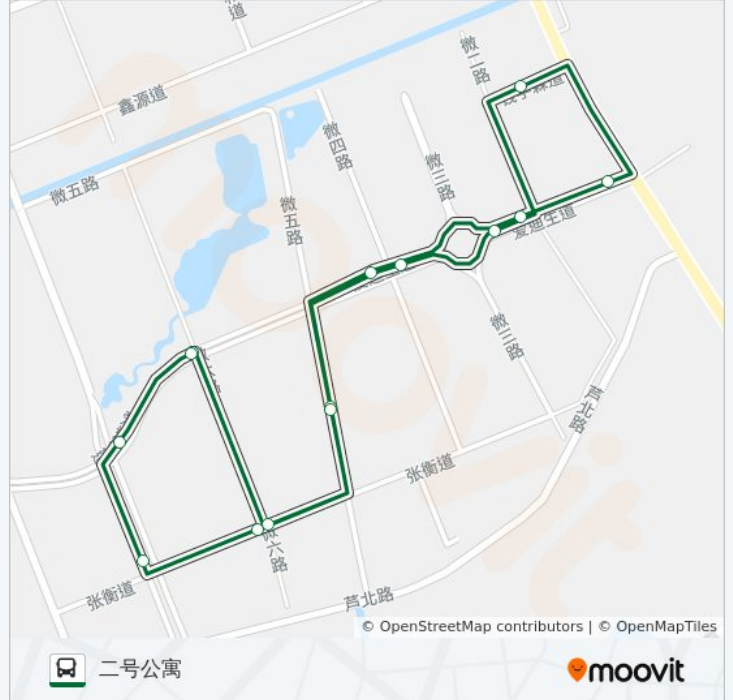 道
微二路
鑫源道
微四路
微三路
微五路
微五路
爱迪生道
微三路
芦北路
张衡道
微六路
张衡道
芦北路
© OpenStreetMap contributors | © OpenMapTiles
二号公寓
moovit